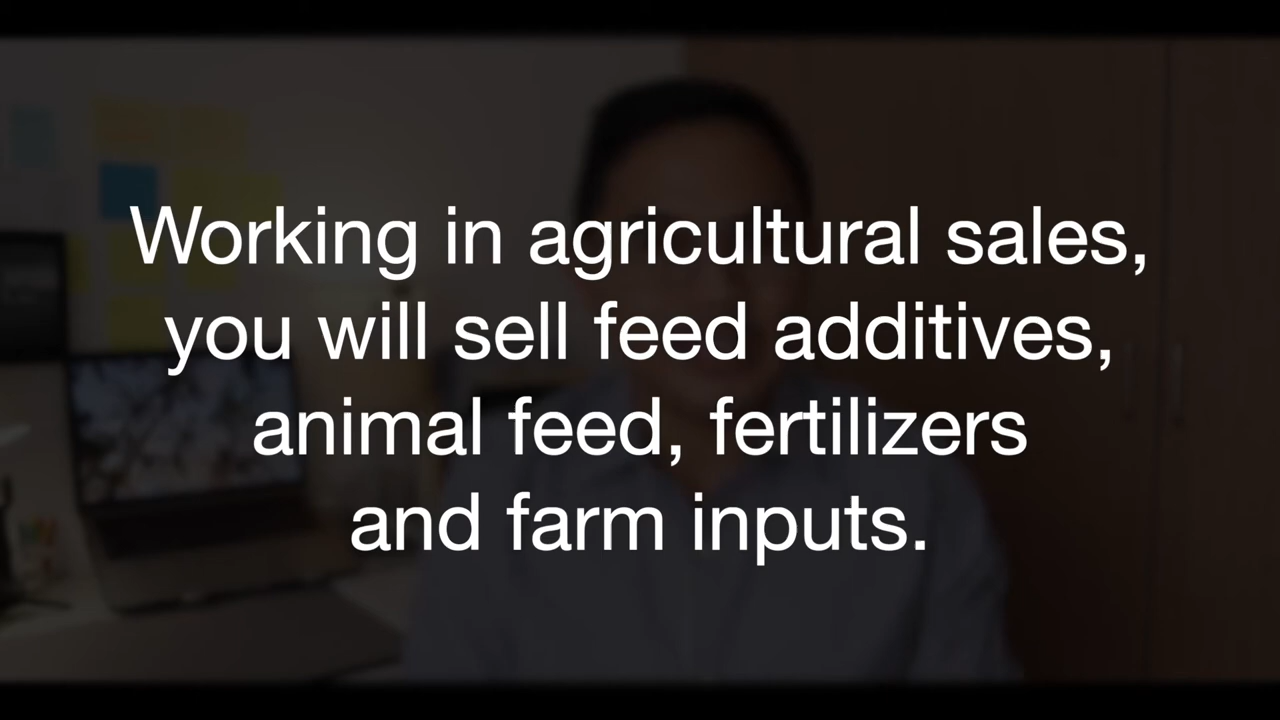 Working in agricultural sales,
you will sell feed additives,
animal feed, fertilizers
and farm inputs.